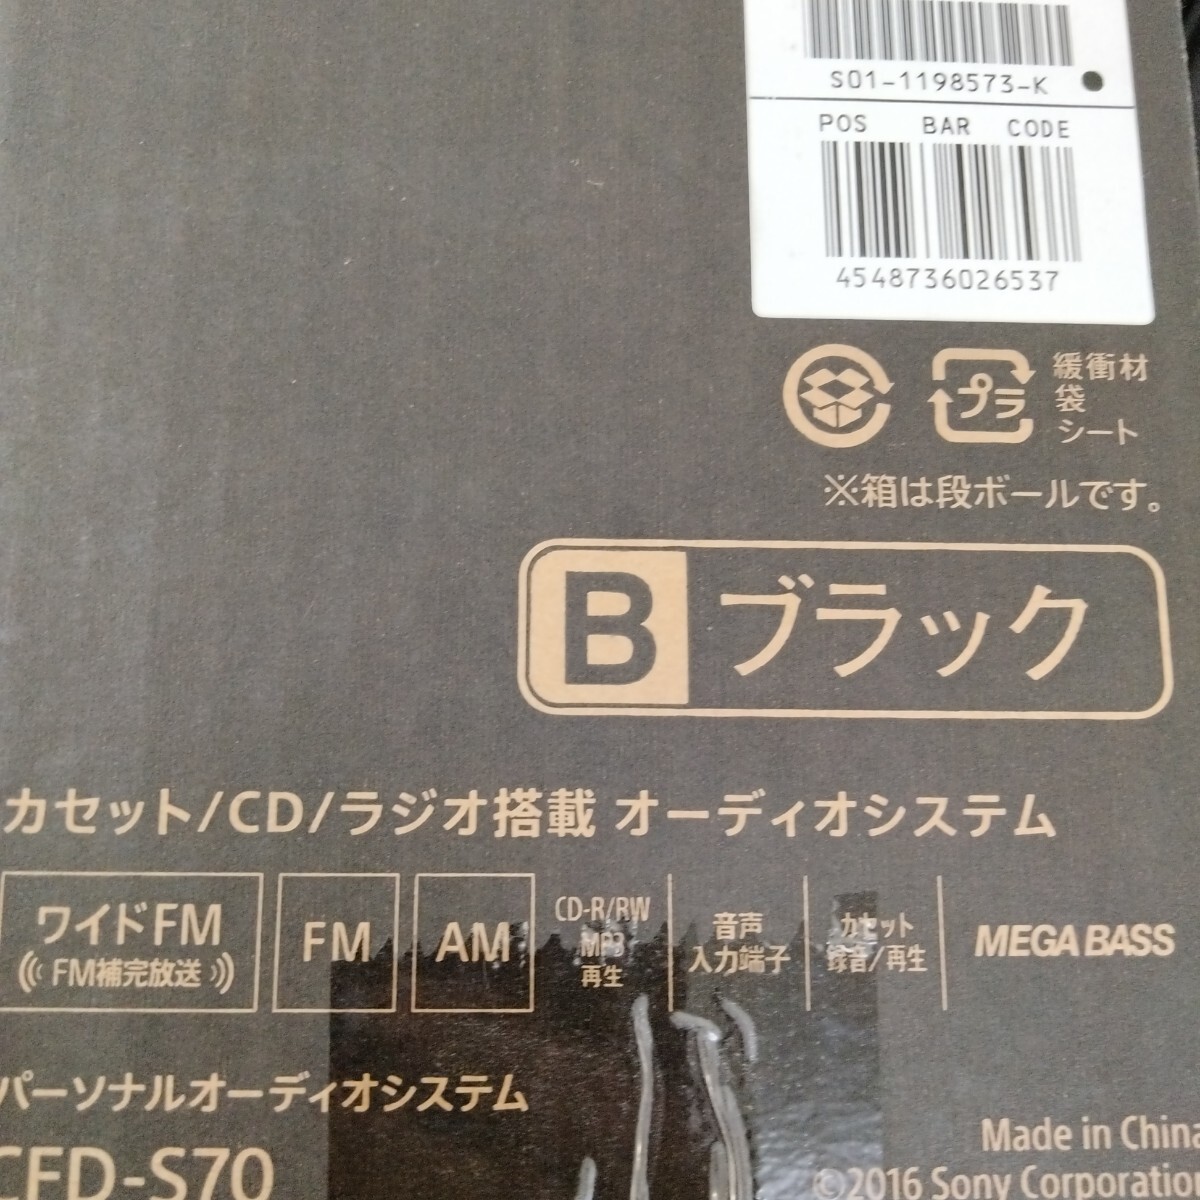 S01-1198573-K
POS BAR CODE
4548736026537
プラ
緩衝材
袋
シート
※箱は段ボールです。
B ブラック
カセット/CD/ラジオ搭載 オーディオシステム
ワイドFM
FM補完放送
FM
AM
CD-R/RW
MP3
再生
音声
入力端子
カセット
録音/再生
MEGA BASS
パーソナルオーディオシステム
CFD-S70
Made in China
©2016 Sony Corporation